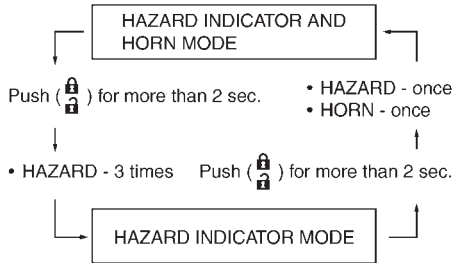 HAZARD INDICATOR AND
HORN MODE
Push ( ) for more than 2 sec.
• HAZARD - once
• HORN - once
• HAZARD - 3 times
Push ( ) for more than 2 sec.
HAZARD INDICATOR MODE